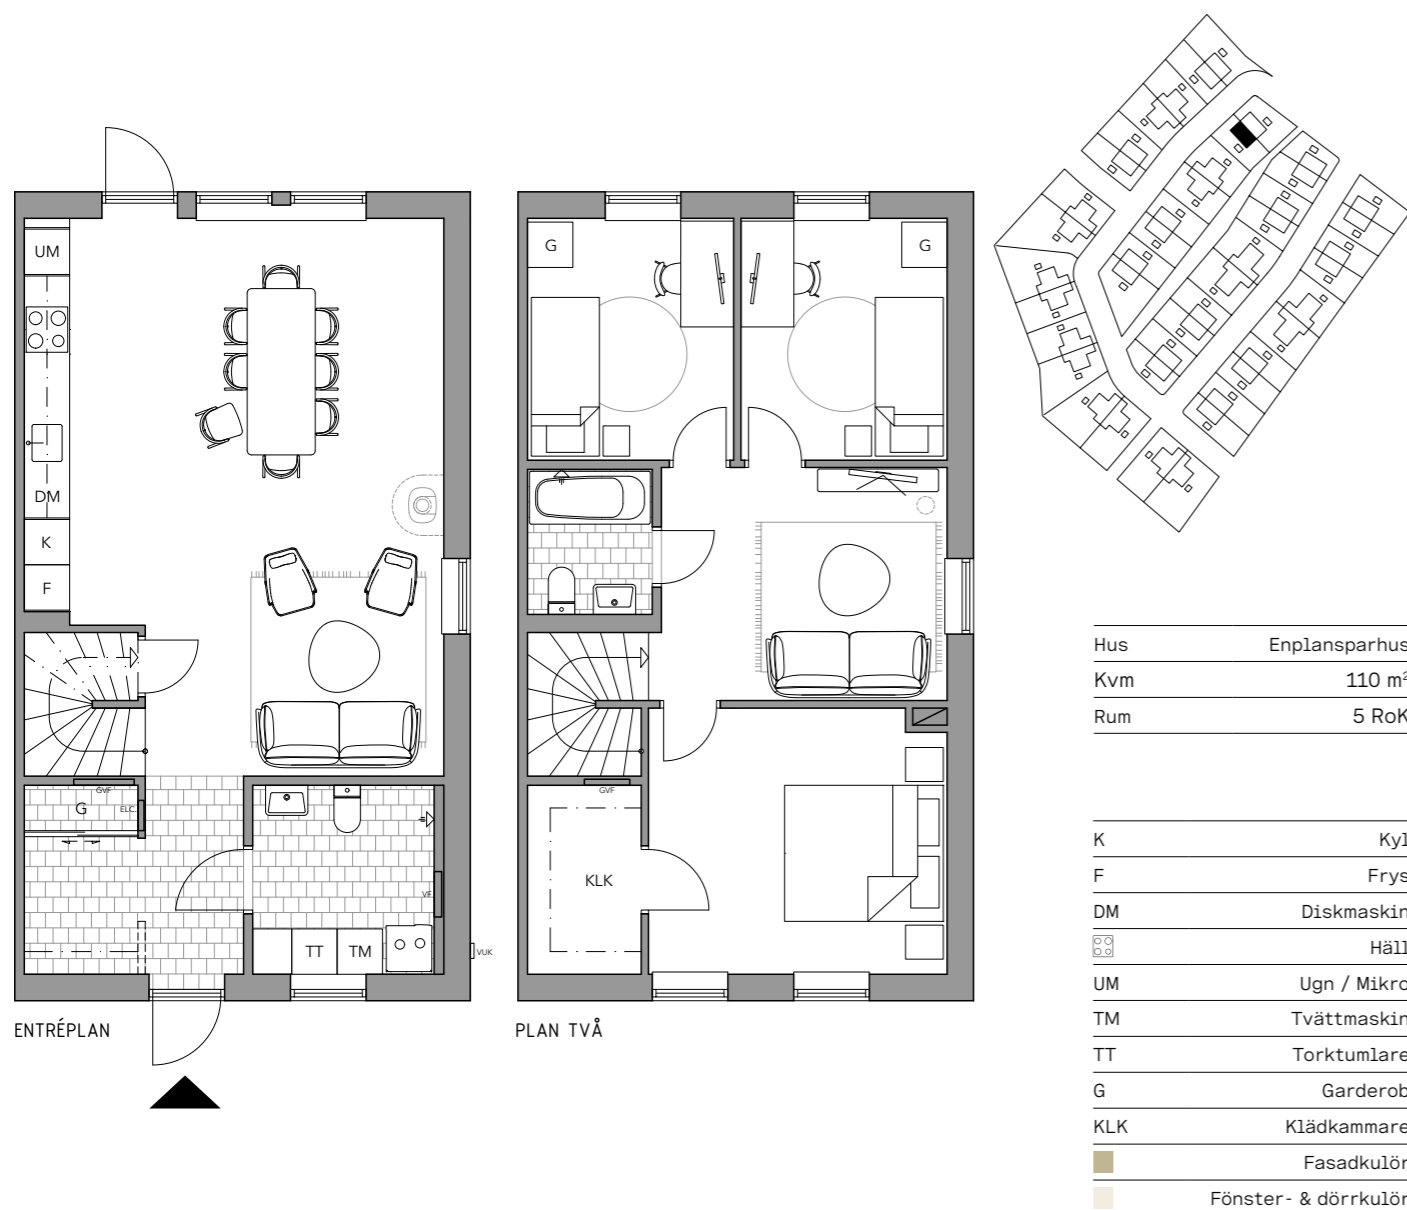 UM
DM
K
F
GVF
G
ELC.
VF
TT
TM
VUK
ENTRÉPLAN
G
G
GVF
KLK
PLAN TVÅ
Hus Enplansparhus
Kvm 110 m²
Rum 5 RoK
K Kyl
F Frys
DM Diskmaskin
Häll
UM Ugn / Mikro
TM Tvättmaskin
TT Torktumlare
G Garderob
KLK Klädkammare
Fasadkulör
Fönster- & dörrkulör